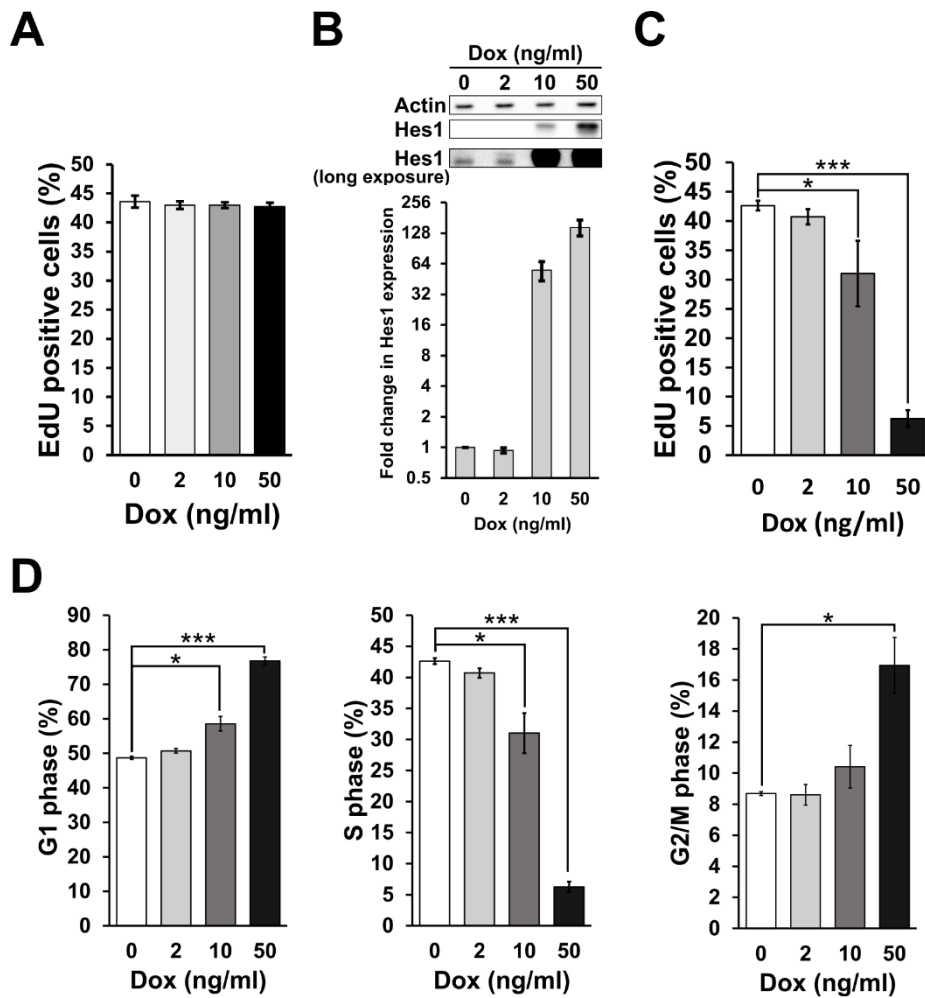 A
EdU positive cells (%)
50
45
40
35
30
25
20
15
10
5
0
0 2 10 50
Dox (ng/ml)
B
Dox (ng/ml)
0 2 10 50
Actin
Hes1
Hes1
(long exposure)
Fold change in Hes1 expression
256
128
64
32
16
8
4
2
1
0.5
0 2 10 50
Dox (ng/ml)
C
EdU positive cells (%)
50
45
40
35
30
25
20
15
10
5
0
***
*
0 2 10 50
Dox (ng/ml)
D
G1 phase (%)
90
80
70
60
50
40
30
20
10
0
***
*
0 2 10 50
Dox (ng/ml)
S phase (%)
50
45
40
35
30
25
20
15
10
5
0
***
*
0 2 10 50
Dox (ng/ml)
G2/M phase (%)
20
18
16
14
12
10
8
6
4
2
0
*
0 2 10 50
Dox (ng/ml)